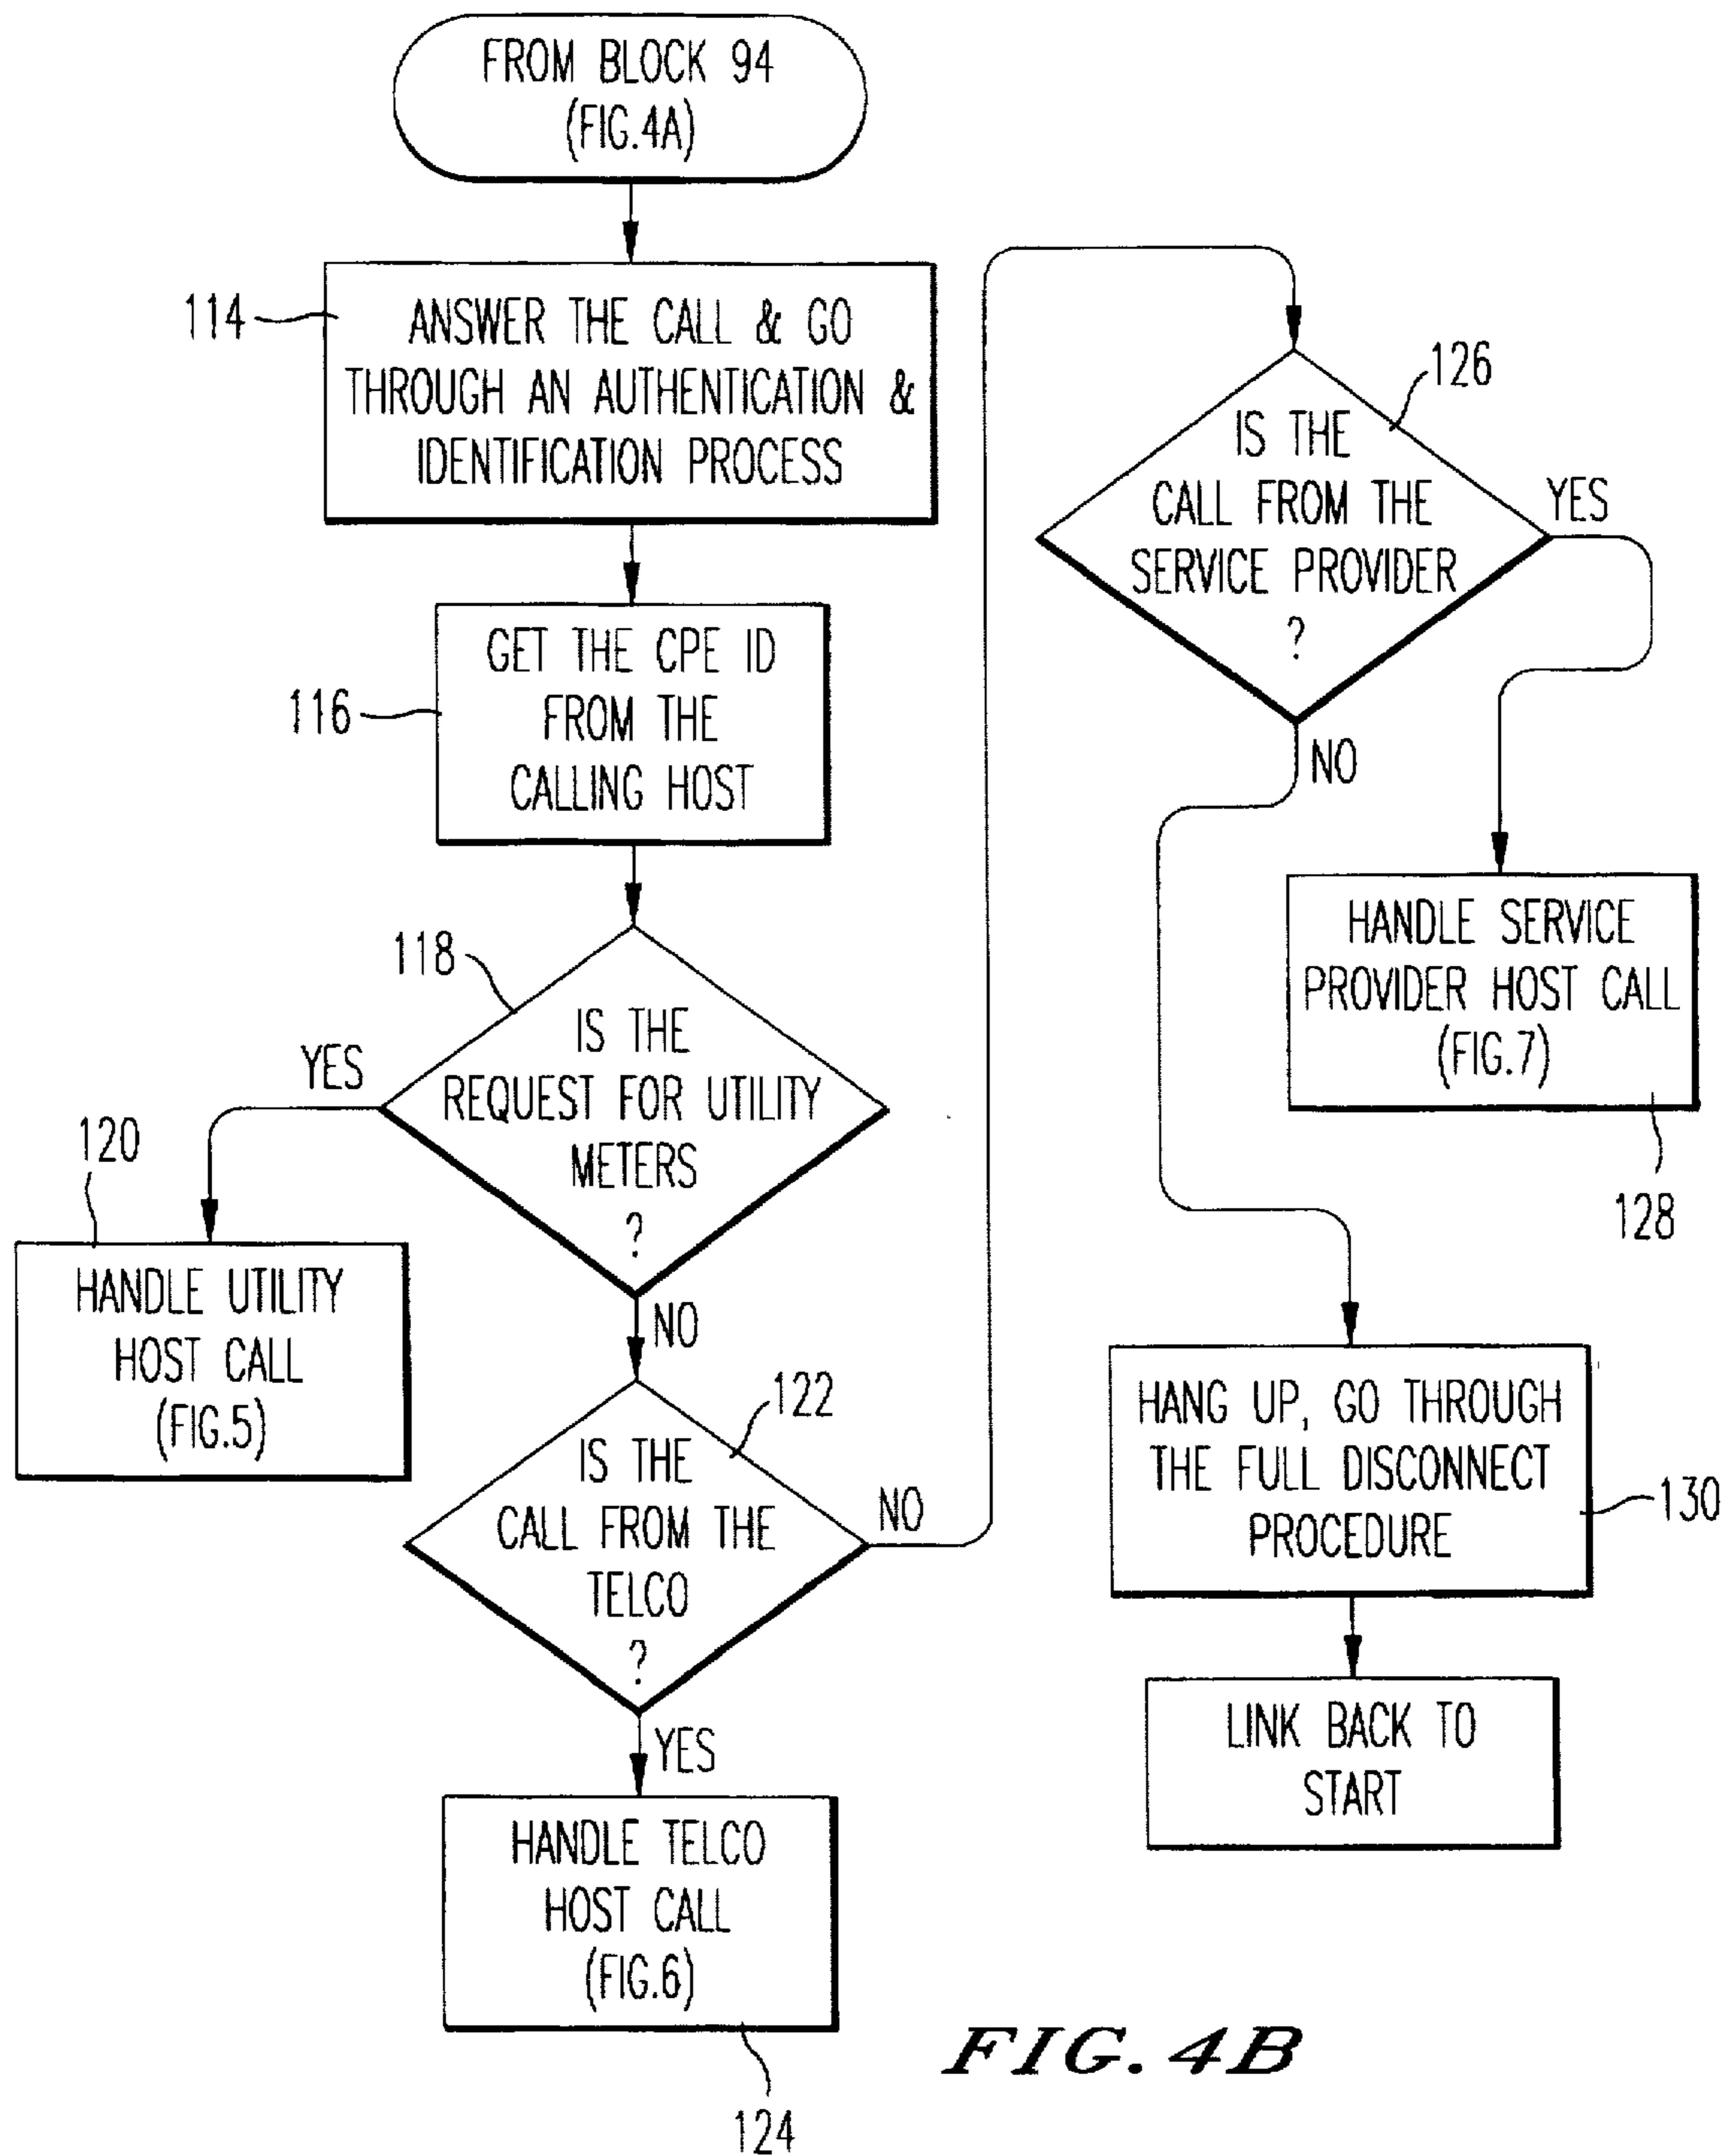 FROM BLOCK 94
(FIG.4A)
114
ANSWER THE CALL & GO
THROUGH AN AUTHENTICATION &
IDENTIFICATION PROCESS
116
GET THE CPE ID
FROM THE
CALLING HOST
118
IS THE
REQUEST FOR UTILITY
METERS
?
YES
120
HANDLE UTILITY
HOST CALL
(FIG.5)
NO
122
IS THE
CALL FROM THE
TELCO
?
NO
YES
HANDLE TELCO
HOST CALL
(FIG.6)
124
126
IS THE
CALL FROM THE
SERVICE PROVIDER
?
YES
NO
HANDLE SERVICE
PROVIDER HOST CALL
(FIG.7)
128
HANG UP, GO THROUGH
THE FULL DISCONNECT
PROCEDURE
130
LINK BACK TO
START
FIG. 4B